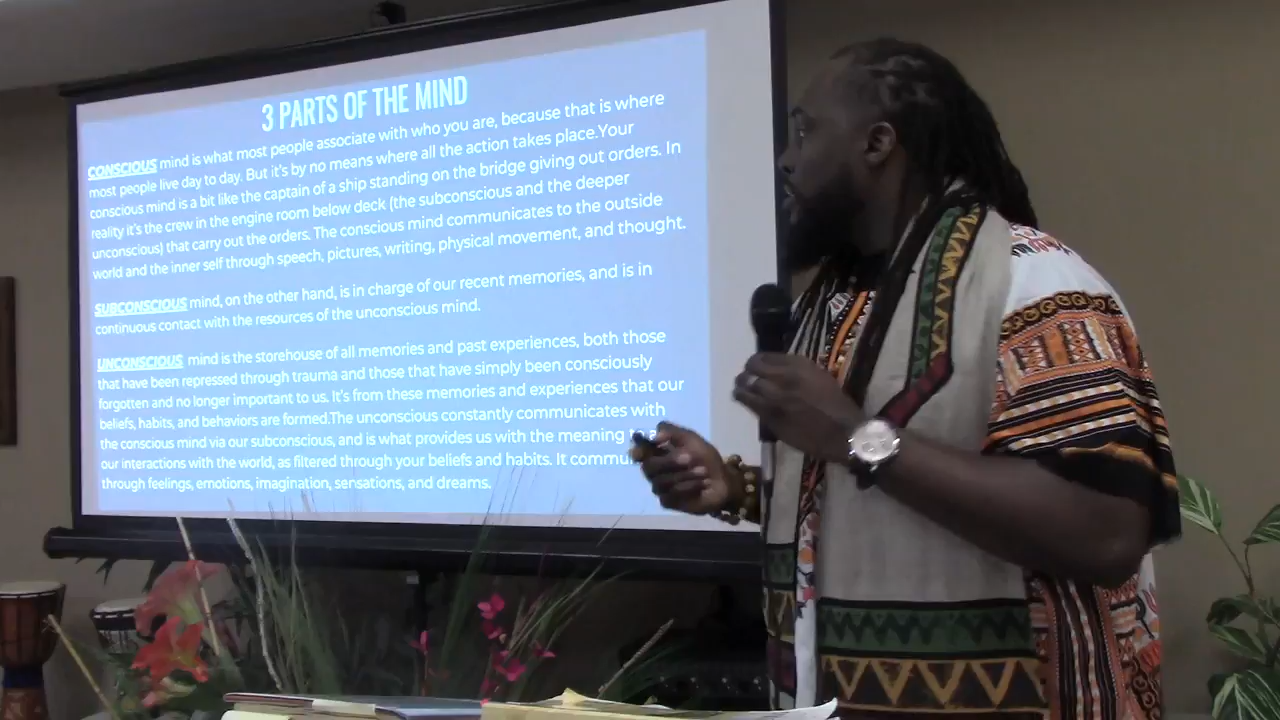 3 PARTS OF THE MIND
CONSCIOUS mind is what most people associate with who you are, because that is where
most people live day to day. But it's by no means where all the action takes place.Your
conscious mind is a bit like the captain of a ship standing on the bridge giving out orders. In
reality it's the crew in the engine room below deck (the subconscious and the deeper
unconscious) that carry out the orders. The conscious mind communicates to the outside
world and the inner self through speech, pictures, writing, physical movement, and thought.
SUBCONSCIOUS mind, on the other hand, is in charge of our recent memories, and is in
continuous contact with the resources of the unconscious mind.
UNCONSCIOUS mind is the storehouse of all memories and past experiences, both those
that have been repressed through trauma and those that have simply been consciously
forgotten and no longer important to us. It's from these memories and experiences that our
beliefs, habits, and behaviors are formed.The unconscious constantly communicates with
the conscious mind via our subconscious, and is what provides us with the meaning
our interactions with the world, as filtered through your beliefs and habits. It
through feelings, emotions, imagination, sensations, and dreams.